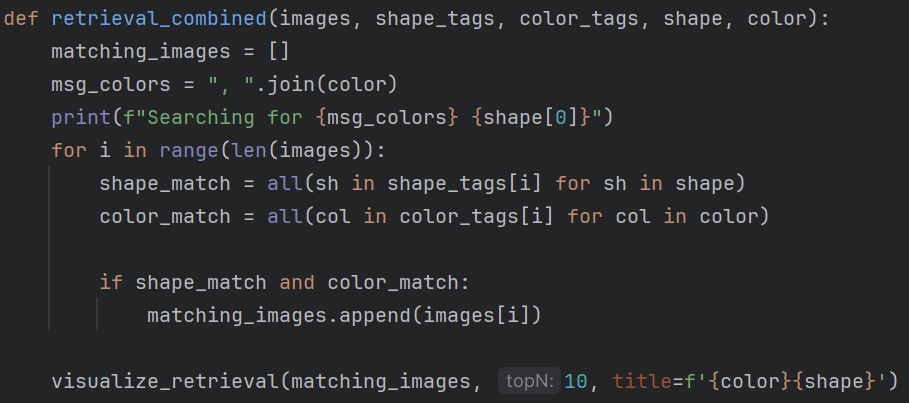 def retrieval_combined(images, shape_tags, color_tags, shape, color):
    matching_images = []
    msg_colors = ", ".join(color)
    print(f"Searching for {msg_colors} {shape[0]}")
    for i in range(len(images)):
        shape_match = all(sh in shape_tags[i] for sh in shape)
        color_match = all(col in color_tags[i] for col in color)

        if shape_match and color_match:
            matching_images.append(images[i])

    visualize_retrieval(matching_images, topN: 10, title=f'{color}{shape}')